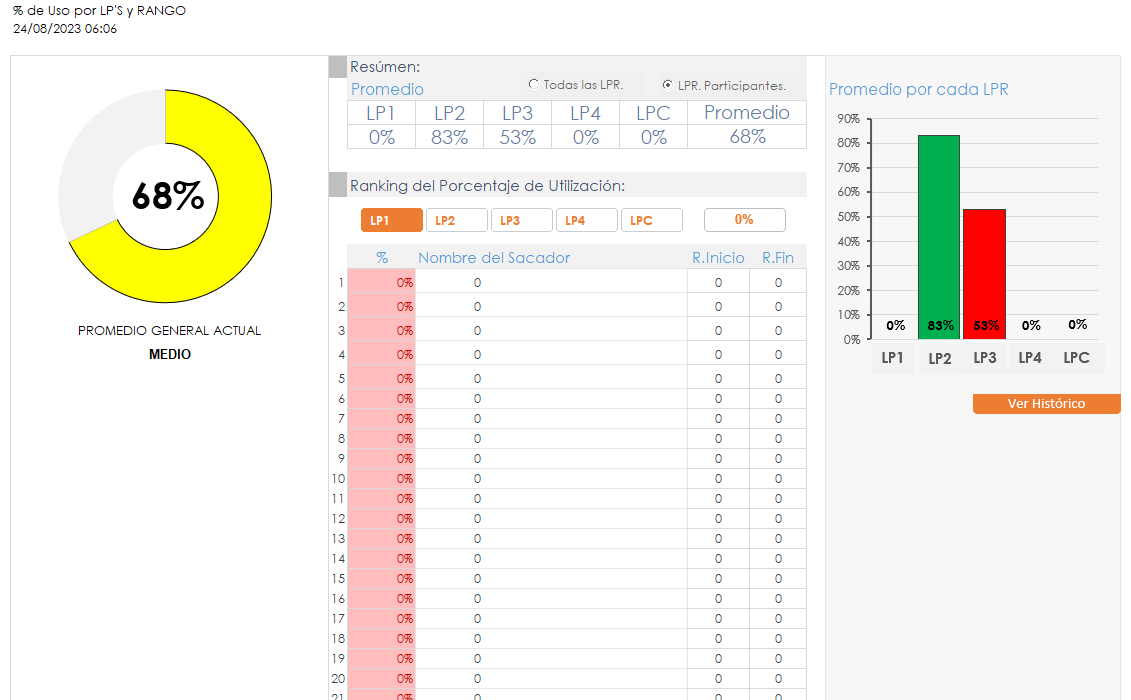 % de Uso por LP'S y RANGO
24/08/2023 06:06
68%
PROMEDIO GENERAL ACTUAL
MEDIO
Resúmen:
Promedio
Todas las LPR.
LPR. Participantes.
LP1 LP2 LP3 LP4 LPC Promedio
0% 83% 53% 0% 0% 68%
Ranking del Porcentaje de Utilización:
LP1 LP2 LP3 LP4 LPC 0%
% Nombre del Sacador R.Inicio R.Fin
1 0% 0 0 0
2 0% 0 0 0
3 0% 0 0 0
4 0% 0 0 0
5 0% 0 0 0
6 0% 0 0 0
7 0% 0 0 0
8 0% 0 0 0
9 0% 0 0 0
10 0% 0 0 0
11 0% 0 0 0
12 0% 0 0 0
13 0% 0 0 0
14 0% 0 0 0
15 0% 0 0 0
16 0% 0 0 0
17 0% 0 0 0
18 0% 0 0 0
19 0% 0 0 0
20 0% 0 0 0
21 0% 0 0 0
Promedio por cada LPR
90%
80%
70%
60%
50%
40%
30%
20%
10%
0%
0% 83% 53% 0% 0%
LP1 LP2 LP3 LP4 LPC
Ver Histórico